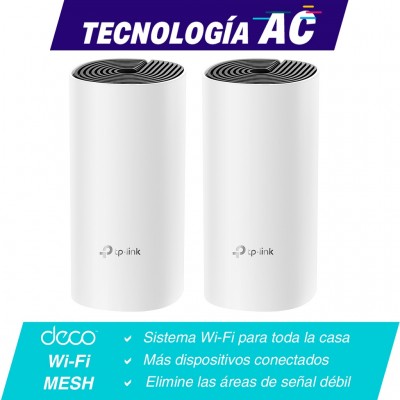 TECNOLOGÍA AC
tp-link
tp-link
deco
Wi-Fi
MESH
Sistema Wi-Fi para toda la casa
Más dispositivos conectados
Elimine las áreas de señal débil